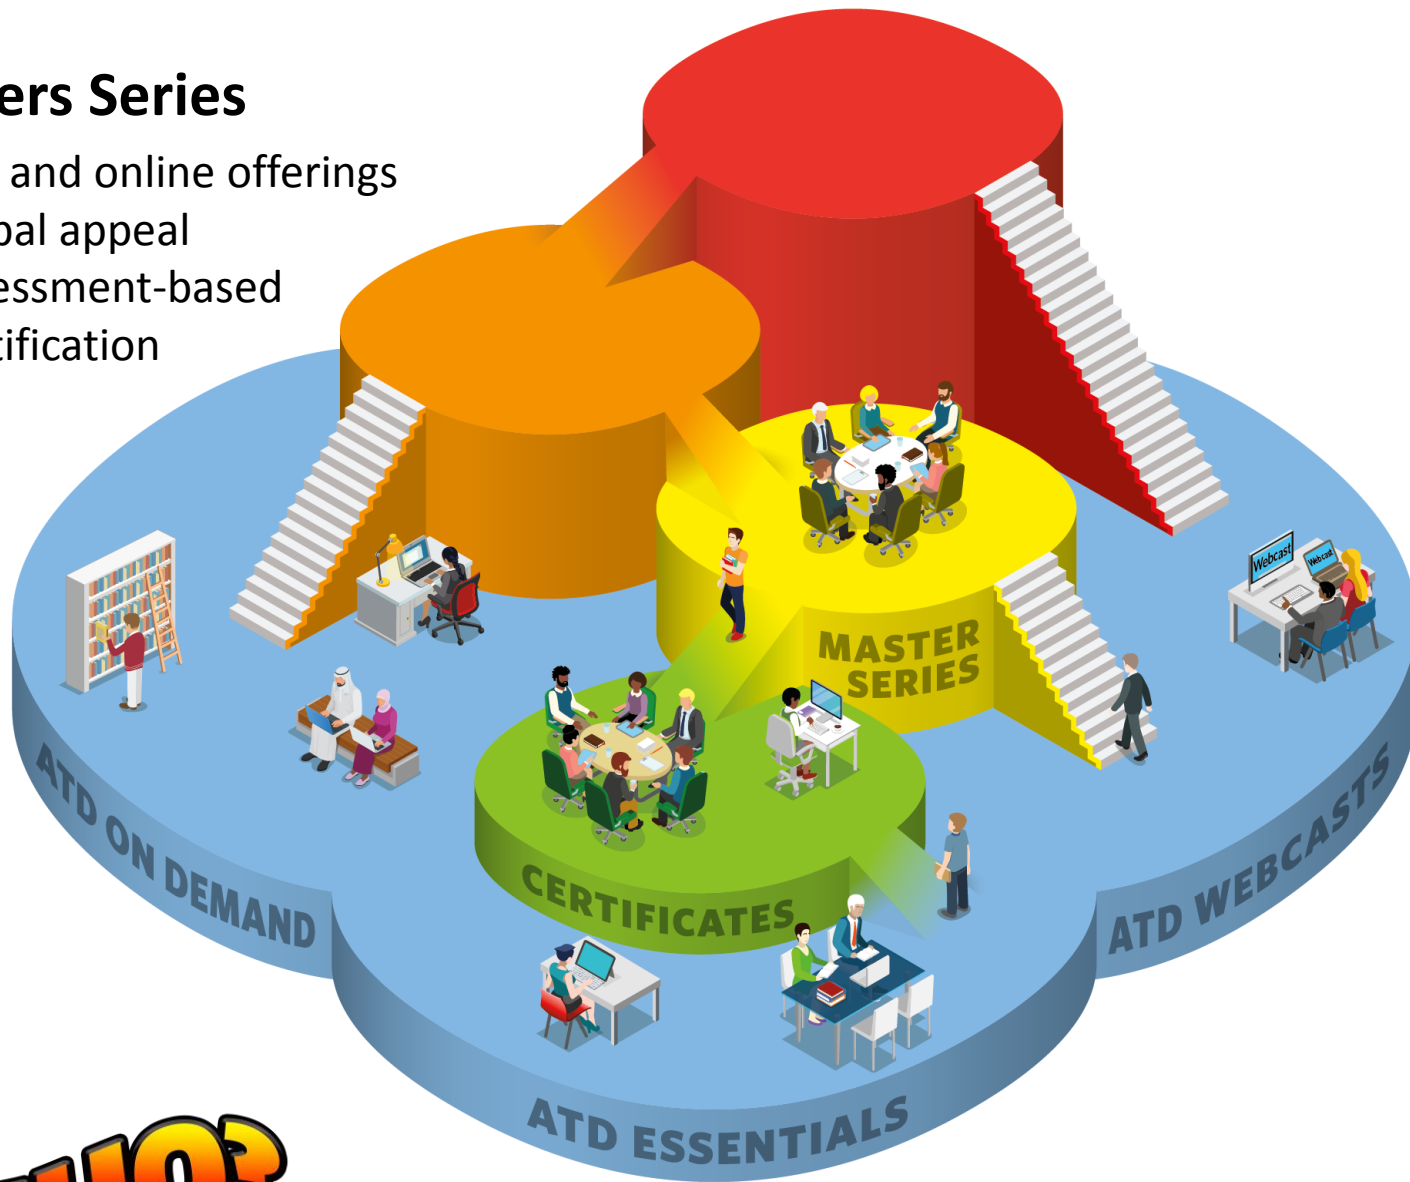 ers Series
and online offerings
bal appeal
essment-based
tification
Webcast
Webcast
MASTER
SERIES
CERTIFICATES
ATD ON DEMAND
ATD WEBCASTS
ATD ESSENTIALS